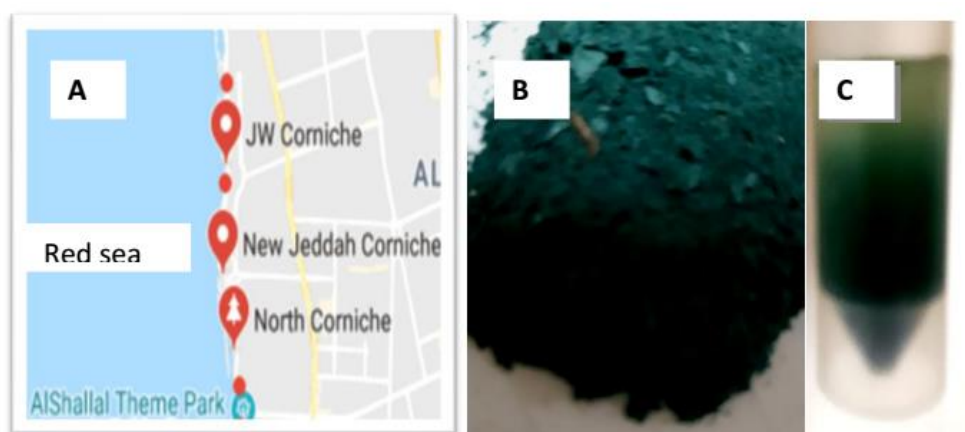 A
JW Corniche
AL
Red sea
New Jeddah Corniche
North Corniche
AlShallal Theme Park
B
C